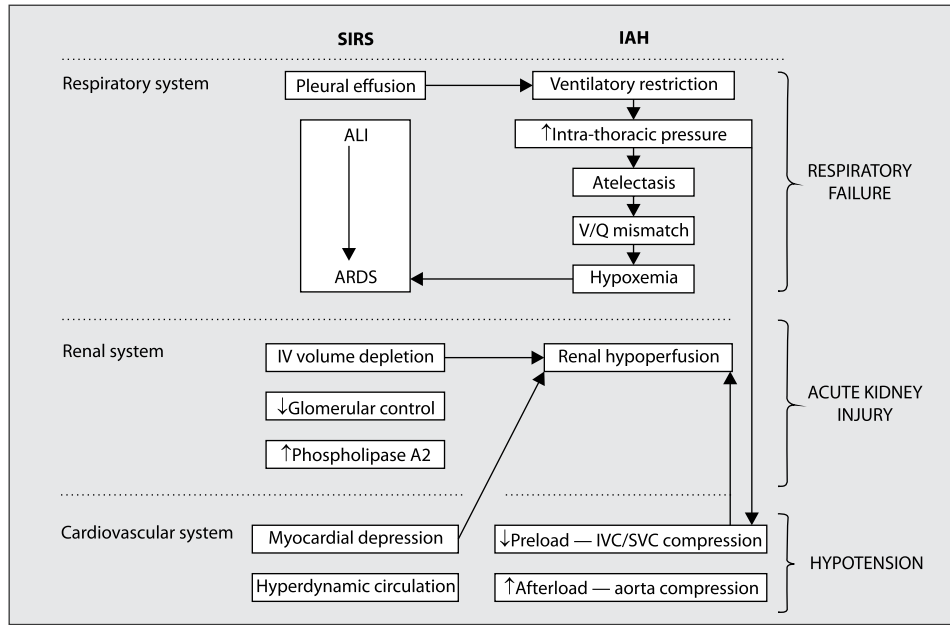 SIRS IAH
Respiratory system
Pleural effusion
Ventilatory restriction
ALI
↑Intra-thoracic pressure
Atelectasis
V/Q mismatch
ARDS
Hypoxemia
RESPIRATORY
FAILURE
Renal system
IV volume depletion
Renal hypoperfusion
↓Glomerular control
↑Phospholipase A2
ACUTE KIDNEY
INJURY
Cardiovascular system
Myocardial depression
↓Preload — IVC/SVC compression
Hyperdynamic circulation
↑Afterload — aorta compression
HYPOTENSION